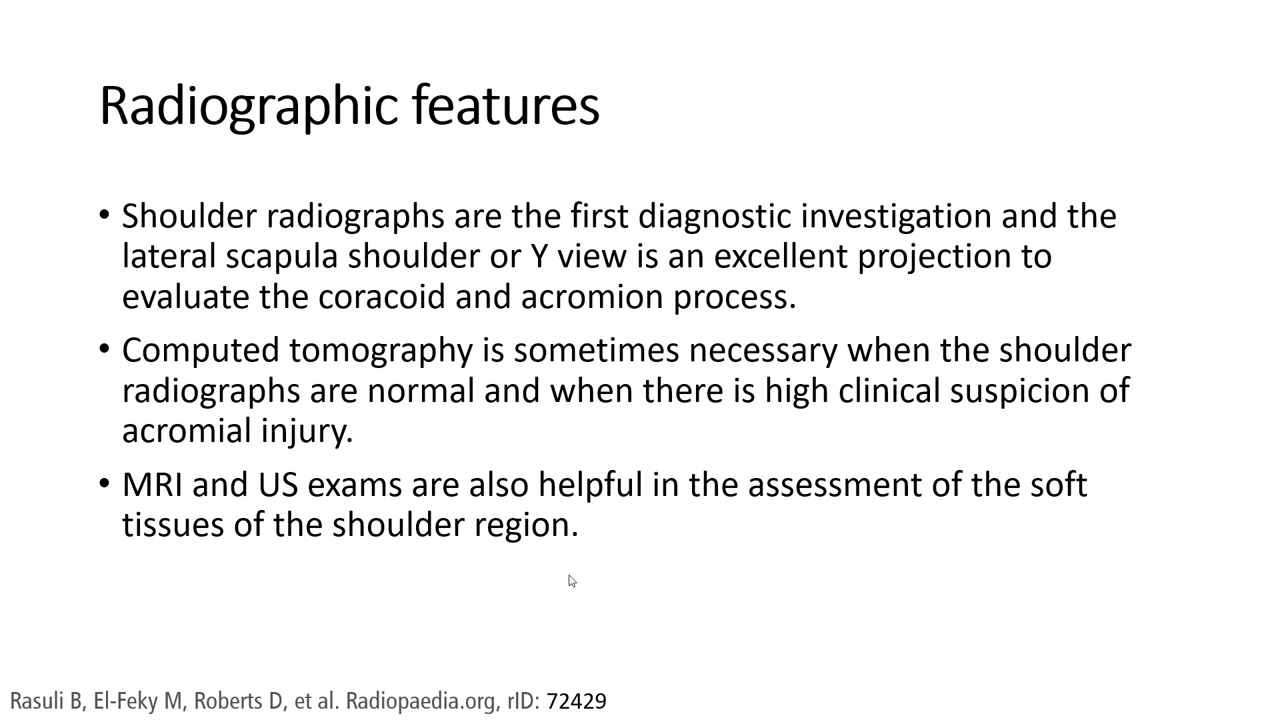 Radiographic features
• Shoulder radiographs are the first diagnostic investigation and the
lateral scapula shoulder or Y view is an excellent projection to
evaluate the coracoid and acromion process.
• Computed tomography is sometimes necessary when the shoulder
radiographs are normal and when there is high clinical suspicion of
acromial injury.
• MRI and US exams are also helpful in the assessment of the soft
tissues of the shoulder region.
Rasuli B, El-Feky M, Roberts D, et al. Radiopaedia.org, rID: 72429